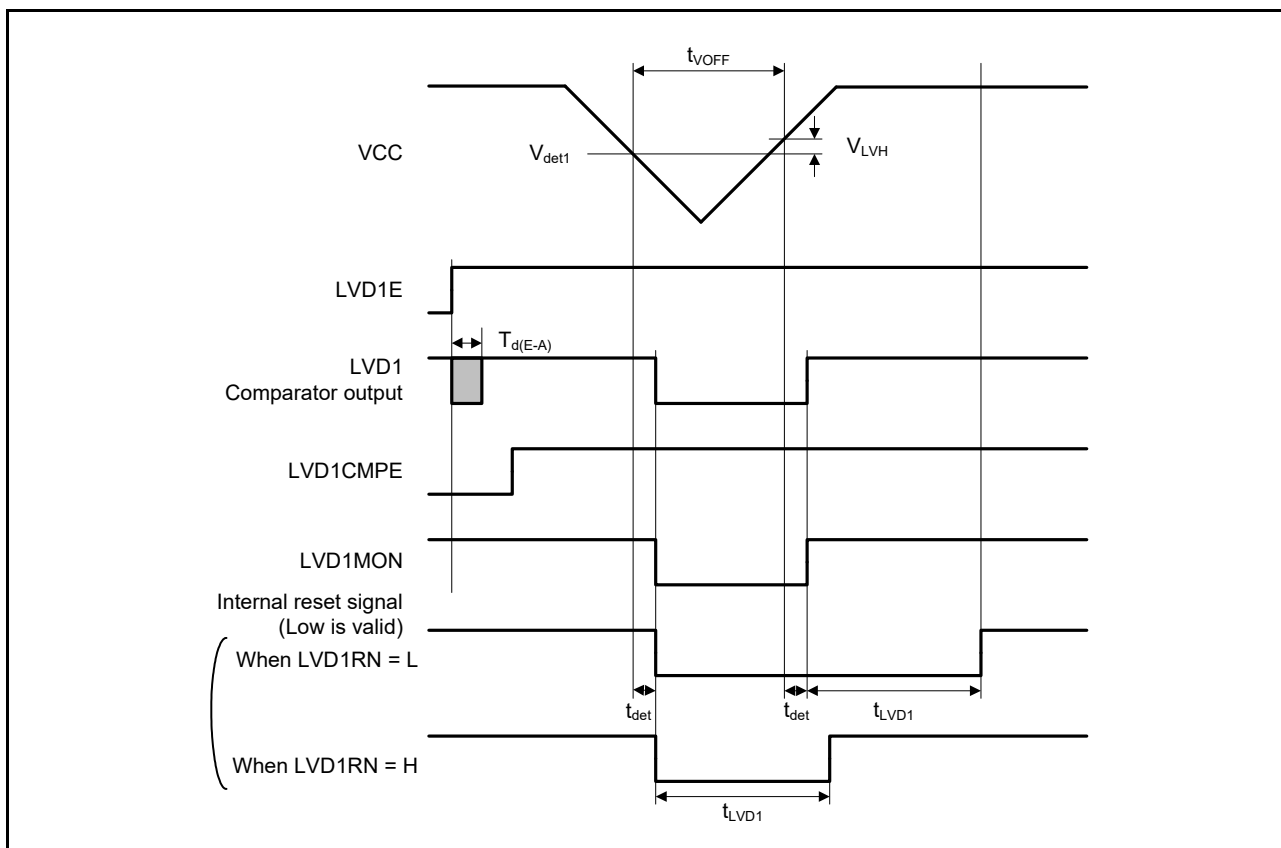 tVOFF
VCC
Vdet1
VLVH
LVD1E
Td(E-A)
LVD1
Comparator output
LVD1CMPE
LVD1MON
Internal reset signal
(Low is valid)
When LVD1RN = L
tdet
tdet
tLVD1
When LVD1RN = H
tLVD1